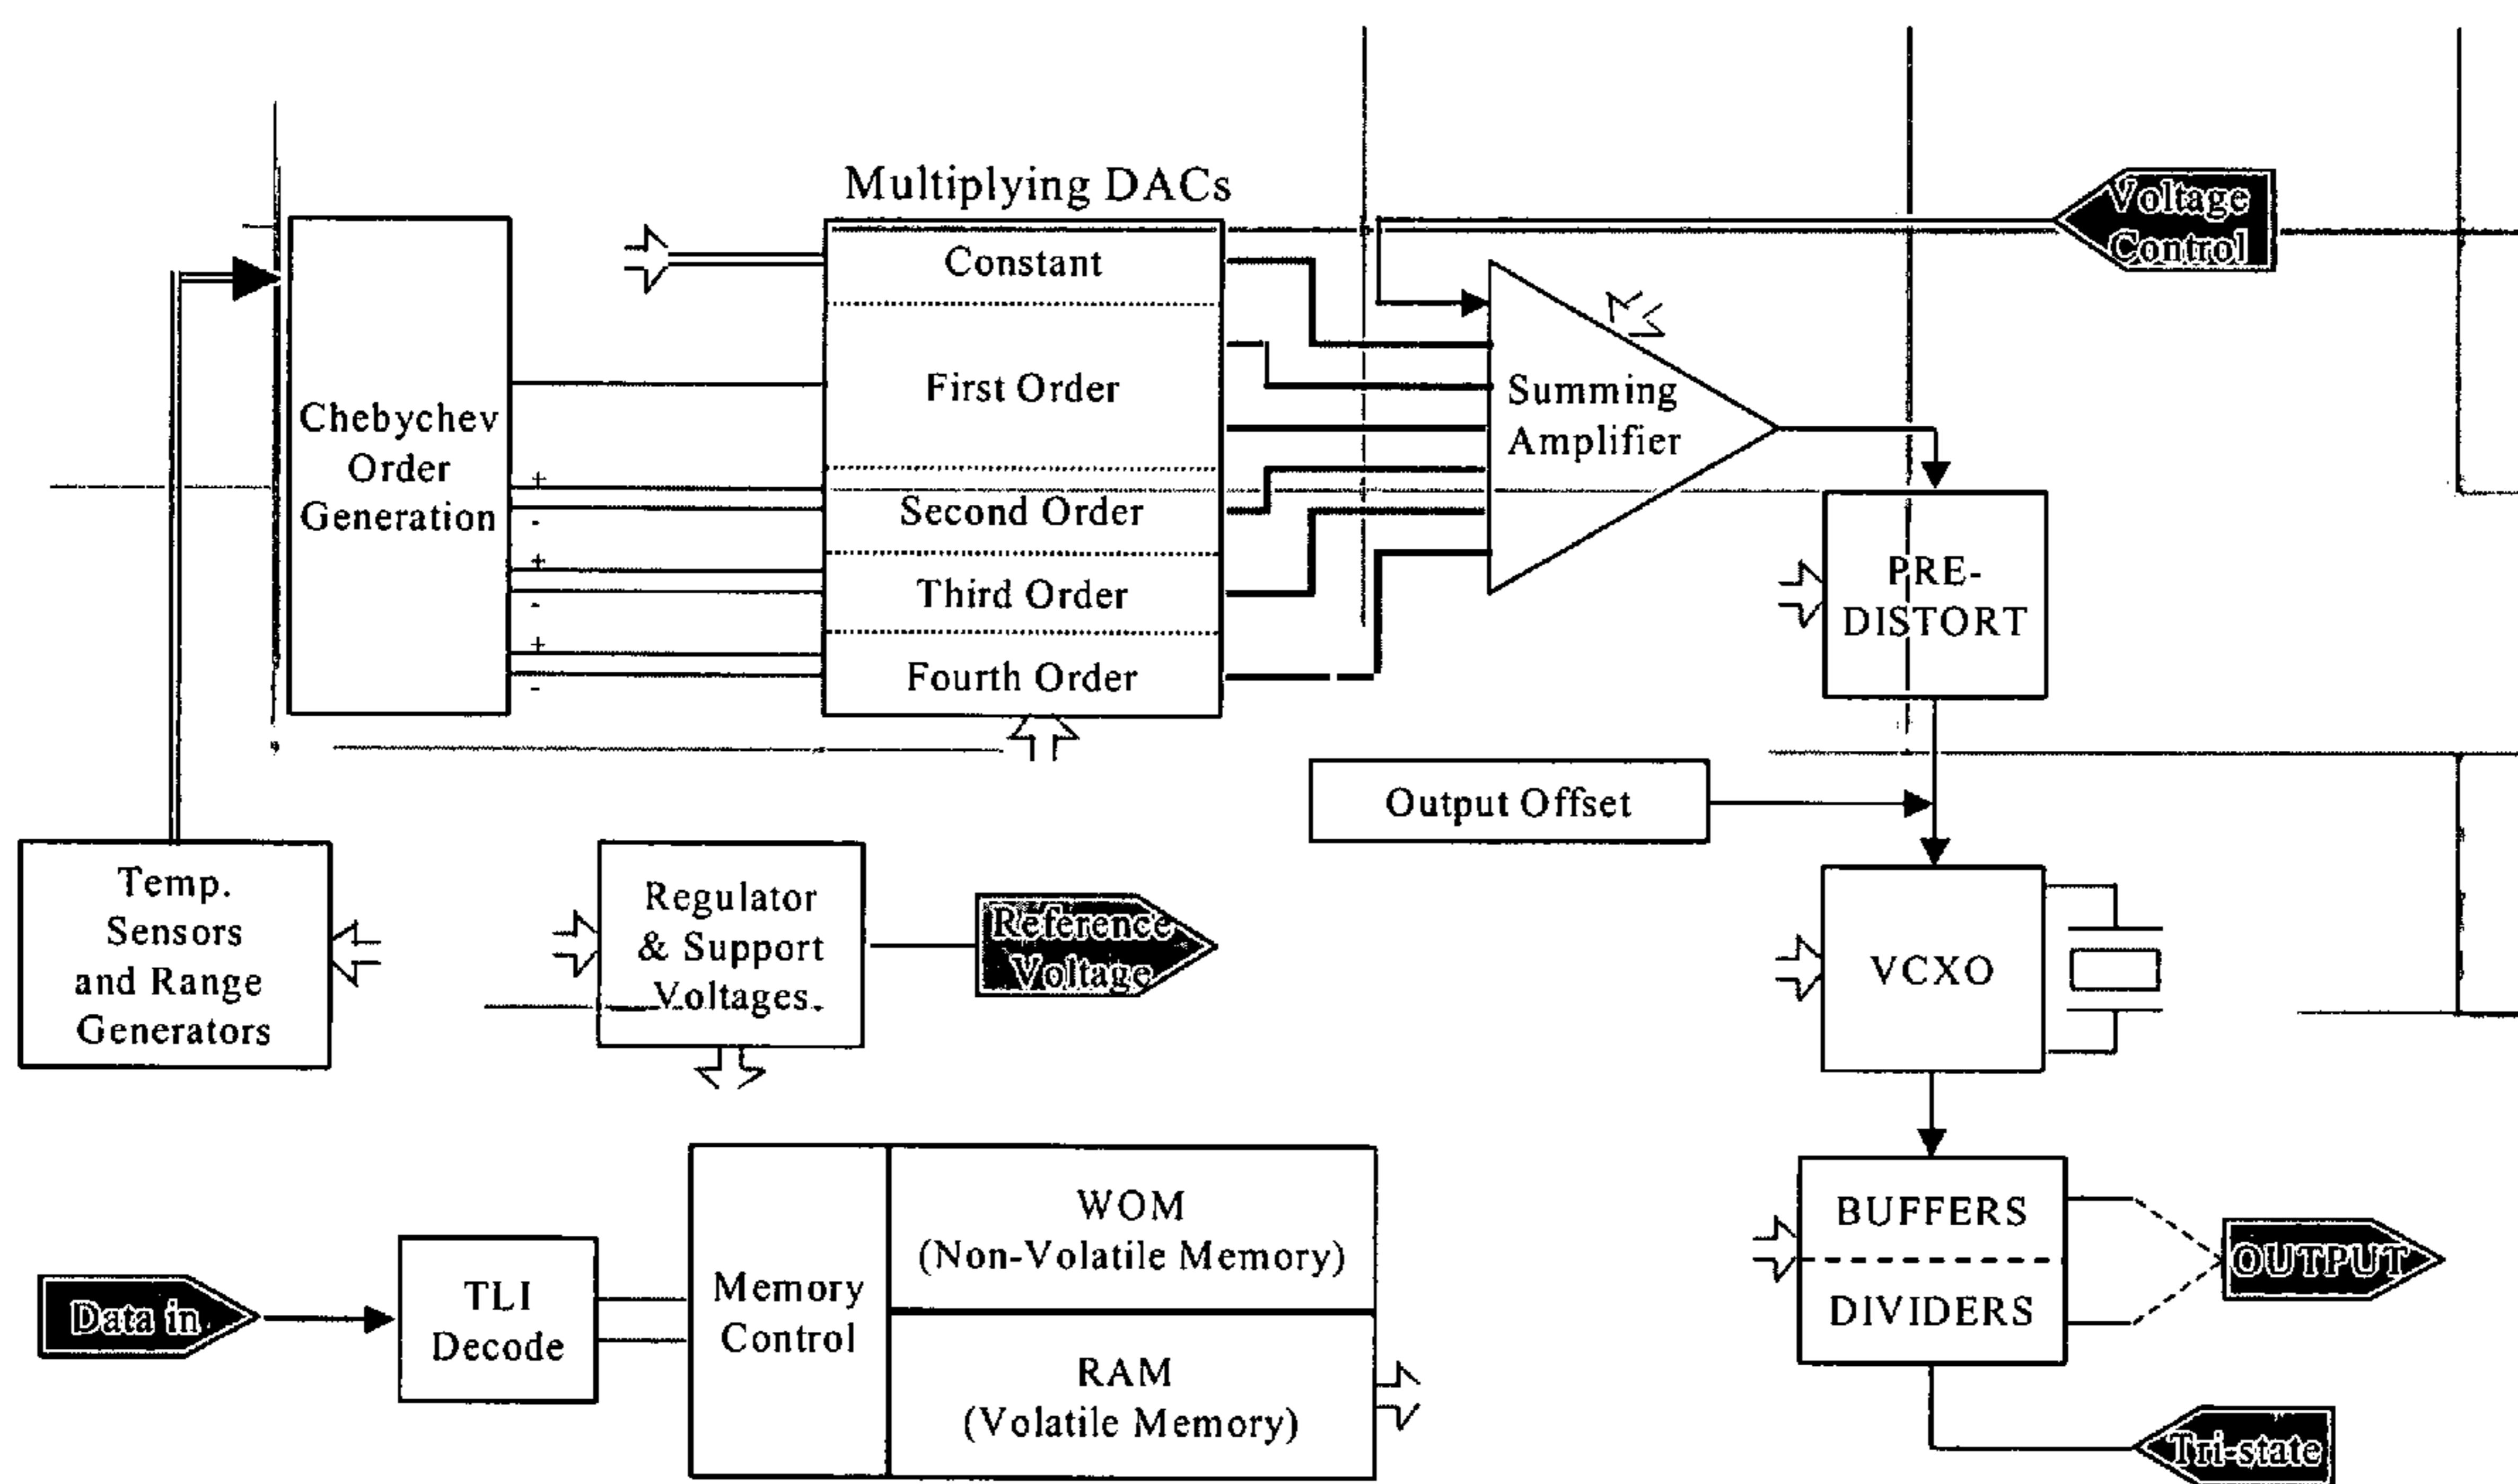 Multiplying DACs
Voltage
Control
Constant
First Order
Second Order
Third Order
Fourth Order
Chebychev
Order
Generation
+
-
+
-
+
-
Summing
Amplifier
PRE-
DISTORT
Output Offset
Temp.
Sensors
and Range
Generators
Regulator
& Support
Voltages.
Reference
Voltage
VCXO
WOM
(Non-Volatile Memory)
BUFFERS
DIVIDERS
OUTPUT
Data in
TLI
Decode
Memory
Control
RAM
(Volatile Memory)
Tri-state